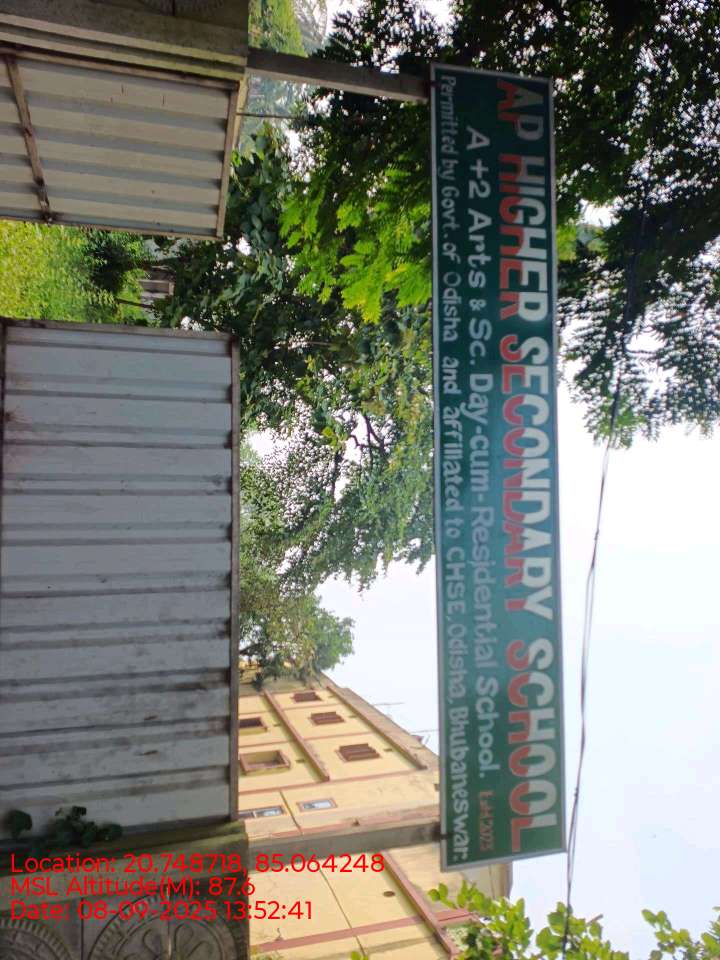 AP HIGHER SECONDARY SCHOOL
A +2 Arts & Sc. Day-cum-Residential School. Estd-2023
Permitted by Govt. of Odisha and affiliated to CHSE, Odisha, Bhubaneswar.
Location: 20.748718, 85.064248
MSL Altitude(M): 87.6
Date: 08-09-2025 13:52:41